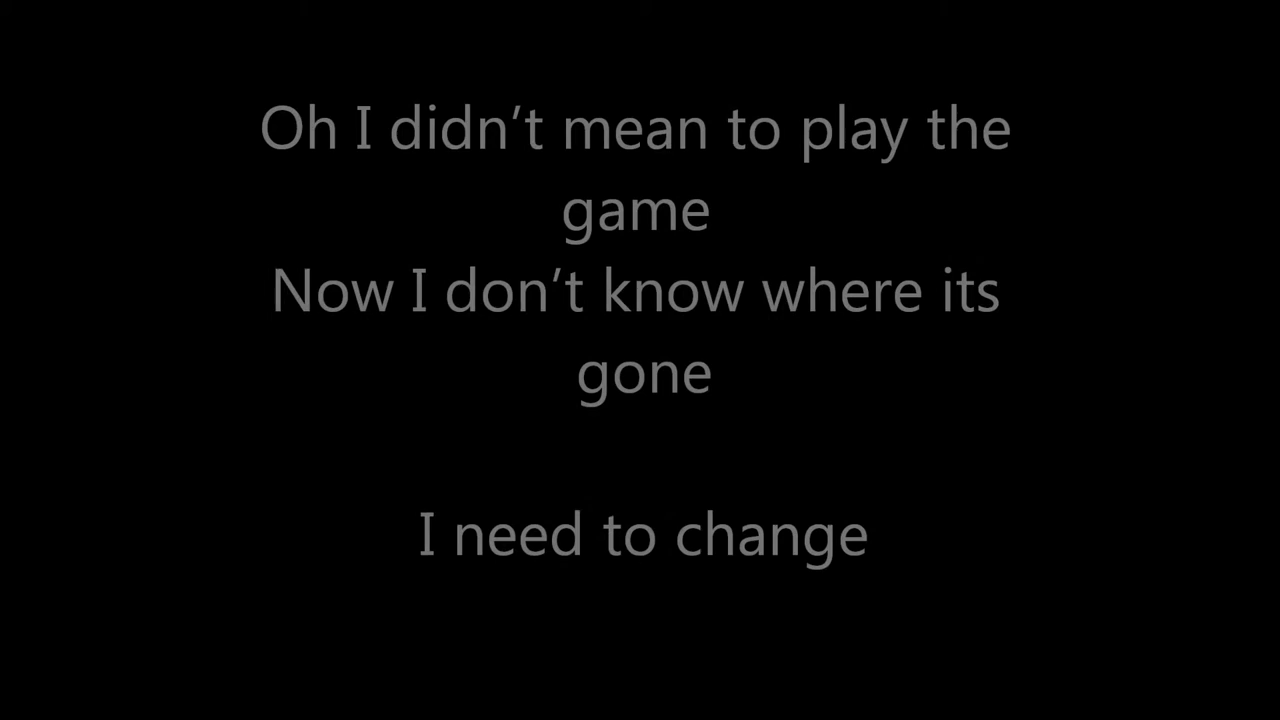 Oh I didn’t mean to play the
game
Now I don’t know where its
gone
I need to change